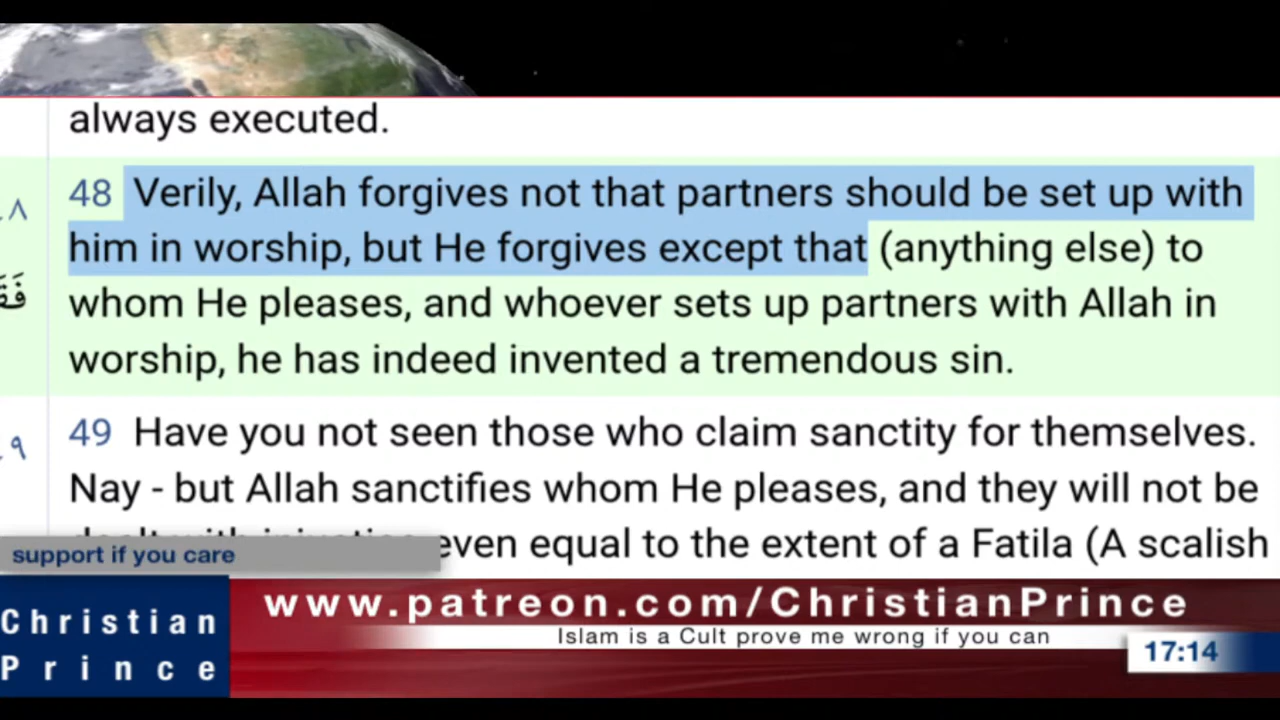 always executed.
48 Verily, Allah forgives not that partners should be set up with
him in worship, but He forgives except that (anything else) to
whom He pleases, and whoever sets up partners with Allah in
worship, he has indeed invented a tremendous sin.
49 Have you not seen those who claim sanctity for themselves.
Nay - but Allah sanctifies whom He pleases, and they will not be
even equal to the extent of a Fatila (A scalish
support if you care
Christian
Prince
www.patreon.com/ChristianPrince
Islam is a Cult prove me wrong if you can
17:14